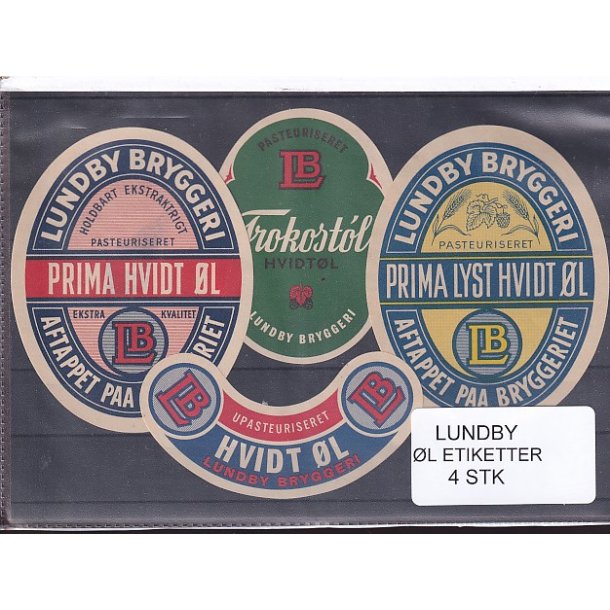 LUNDBY BRYGGERI
HOLDBART EKSTRAKTRIGT
PASTEURISERET
PRIMA HVIDT ØL
EKSTRA KVALITET
LB
AFTAPPET PAA RIET
PASTEURISERET
LB
Frokostøl
HVIDTØL
LUNDBY BRYGGERI
LUNDBY BRYGGERI
PASTEURISERET
PRIMA LYST HVIDT ØL
LB
AFTAPPET PAA BRYGGERIET
LB
LB
UPASTEURISERET
HVIDT ØL
LUNDBY BRYGGERI
LUNDBY
ØL ETIKETTER
4 STK